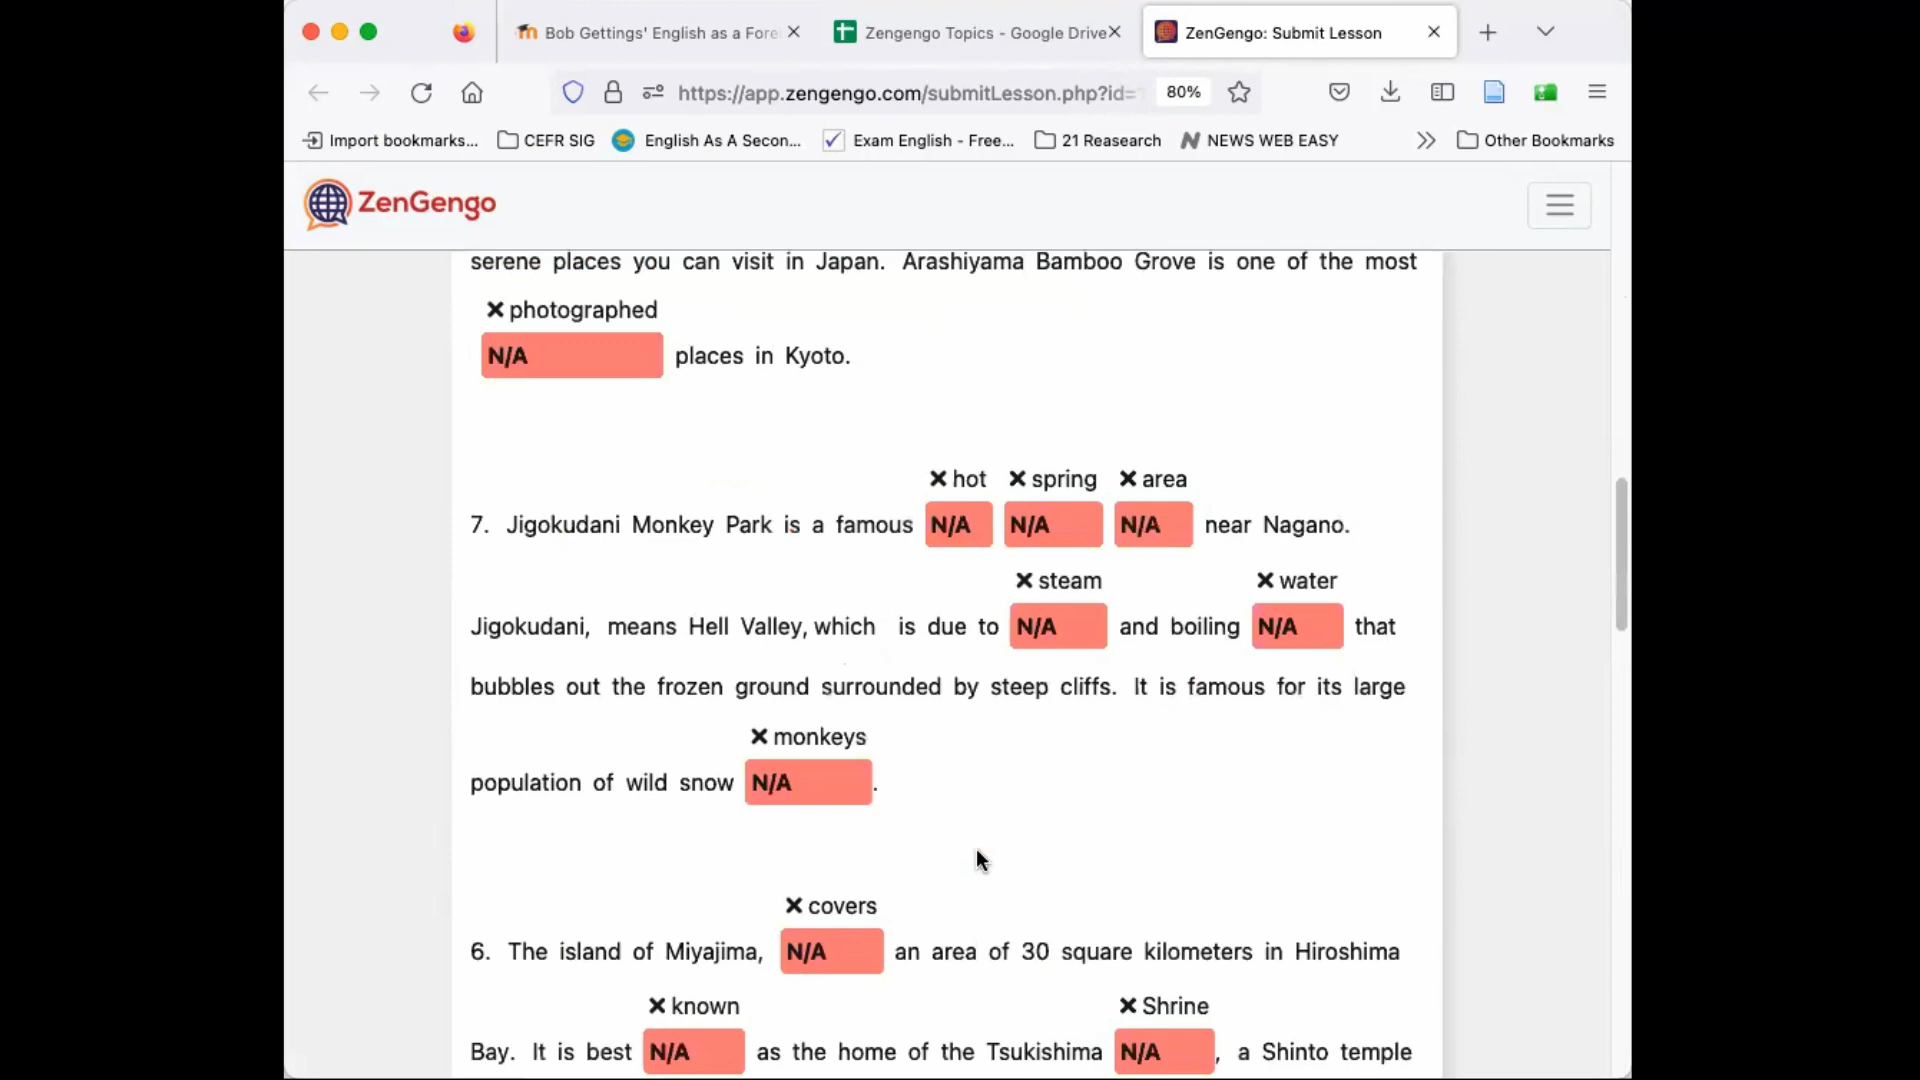 Bob Gettings' English as a Fore
Zengengo Topics - Google Drive
ZenGengo: Submit Lesson
https://app.zengengo.com/submitLesson.php?id=
80%
Import bookmarks...
CEFR SIG
English As A Secon...
Exam English - Free...
21 Reasearch
NEWS WEB EASY
Other Bookmarks
ZenGengo
serene places you can visit in Japan. Arashiyama Bamboo Grove is one of the most
✕ photographed
N/A places in Kyoto.
✕ hot ✕ spring ✕ area
7. Jigokudani Monkey Park is a famous N/A N/A N/A near Nagano.
✕ steam ✕ water
Jigokudani, means Hell Valley, which is due to N/A and boiling N/A that
bubbles out the frozen ground surrounded by steep cliffs. It is famous for its large
✕ monkeys
population of wild snow N/A .
✕ covers
6. The island of Miyajima, N/A an area of 30 square kilometers in Hiroshima
✕ known ✕ Shrine
Bay. It is best N/A as the home of the Tsukishima N/A , a Shinto temple